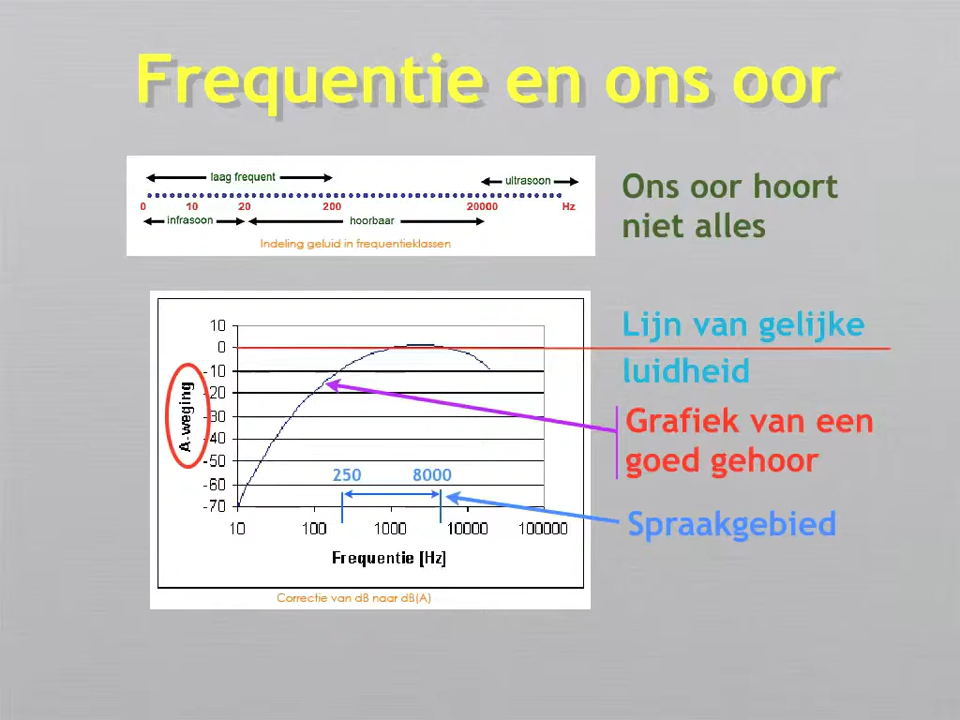 Frequentie en ons oor
laag frequent
ultrasoon
0 10 20 200 20000 Hz
infrasoon
hoorbaar
Indeling geluid in frequentieklassen
Ons oor hoort
niet alles
Lijn van gelijke
luidheid
Grafiek van een
goed gehoor
Spraakgebied
A-weging
10
0
-10
-20
-30
-40
-50
-60
-70
250 8000
10 100 1000 10000 100000
Frequentie [Hz]
Correctie van dB naar dB(A)